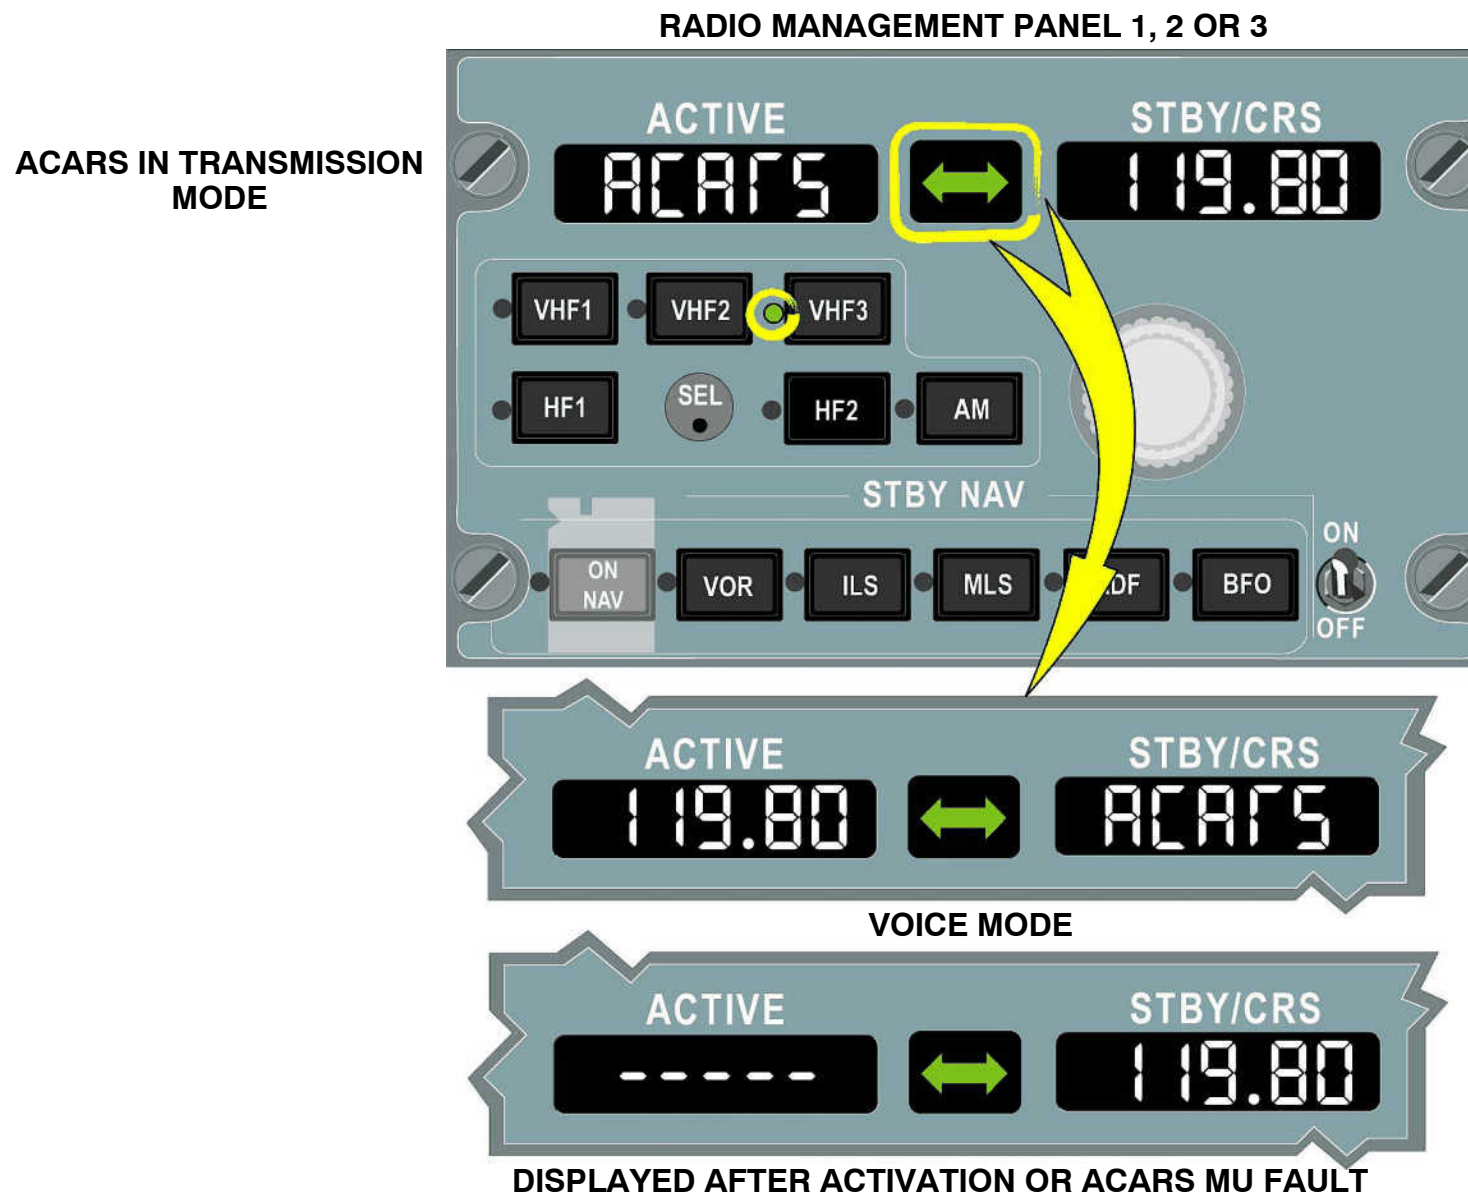 RADIO MANAGEMENT PANEL 1, 2 OR 3
ACARS IN TRANSMISSION
MODE
ACTIVE STBY/CRS
ACARS 119.80
VHF1 VHF2 VHF3
HF1 SEL HF2 AM
STBY NAV
ON
ON
NAV
VOR ILS MLS DF BFO
OFF
ACTIVE STBY/CRS
119.80 ACARS
VOICE MODE
ACTIVE STBY/CRS
----- 119.80
DISPLAYED AFTER ACTIVATION OR ACARS MU FAULT